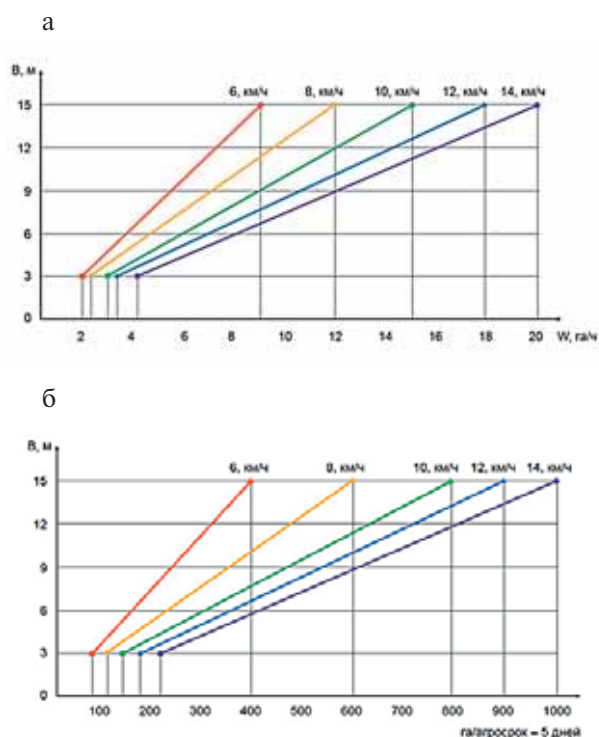 а
В, м
6, км/ч 8, км/ч 10, км/ч 12, км/ч 14, км/ч
15
12
9
6
3
0
2 4 6 8 10 12 14 16 18 20 W, га/ч
б
В, м
6, км/ч 8, км/ч 10, км/ч 12, км/ч 14, км/ч
15
12
9
6
3
0
100 200 300 400 500 600 700 800 900 1000
га/агросрок = 5 дней